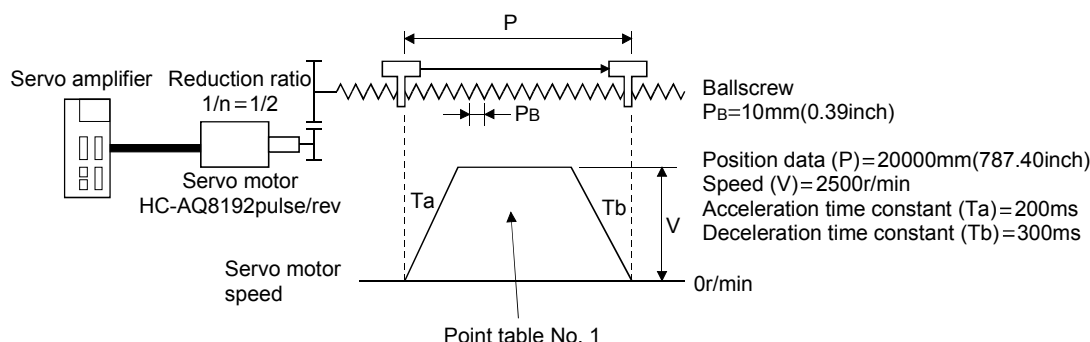 P
Servo amplifier
Reduction ratio
1/n=1/2
Ballscrew
PB=10mm(0.39inch)
PB
Servo motor
HC-AQ8192pulse/rev
Position data (P)=20000mm(787.40inch)
Speed (V)=2500r/min
Acceleration time constant (Ta)=200ms
Deceleration time constant (Tb)=300ms
Ta
Tb
V
Servo motor
speed
0r/min
Point table No. 1